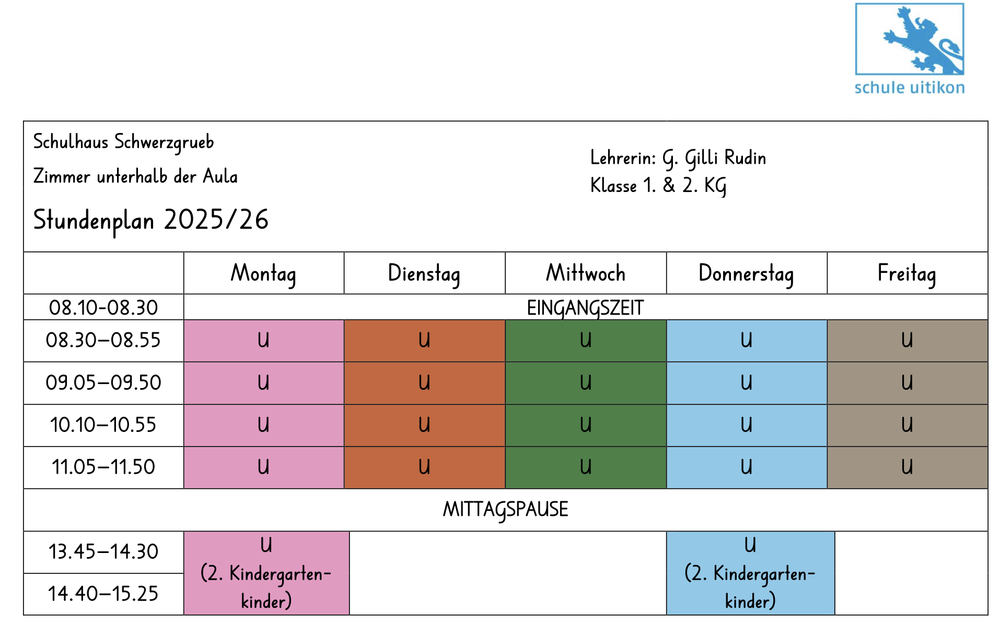 schule uitikon
Schulhaus Schwerzgrueb
Zimmer unterhalb der Aula
Stundenplan 2025/26
Lehrerin: G. Gilli Rudin
Klasse 1. & 2. KG
Montag Dienstag Mittwoch Donnerstag Freitag
08.10-08.30 EINGANGSZEIT
08.30–08.55 U U U U U
09.05–09.50 U U U U U
10.10–10.55 U U U U U
11.05–11.50 U U U U U
MITTAGSPAUSE
13.45–14.30
14.40–15.25
U
(2. Kindergarten-
kinder)
U
(2. Kindergarten-
kinder)